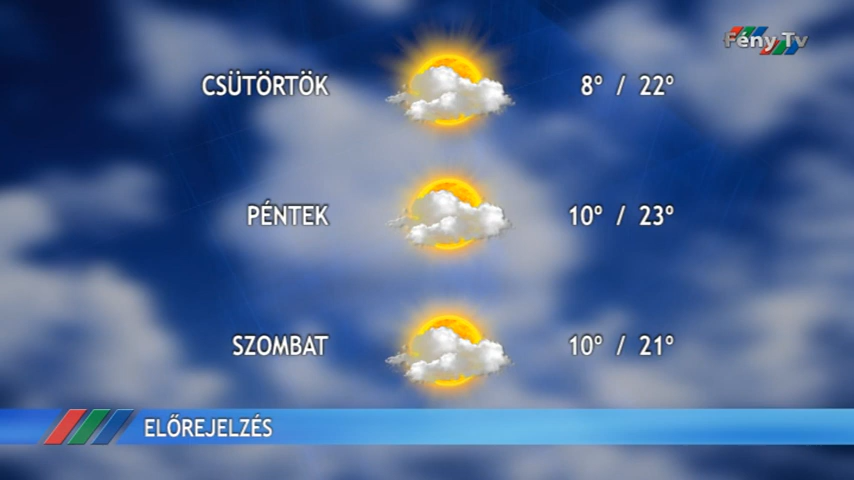 Fény Tv
CSÜTÖRTÖK 8° / 22°
PÉNTEK 10° / 23°
SZOMBAT 10° / 21°
ELŐREJELZÉS